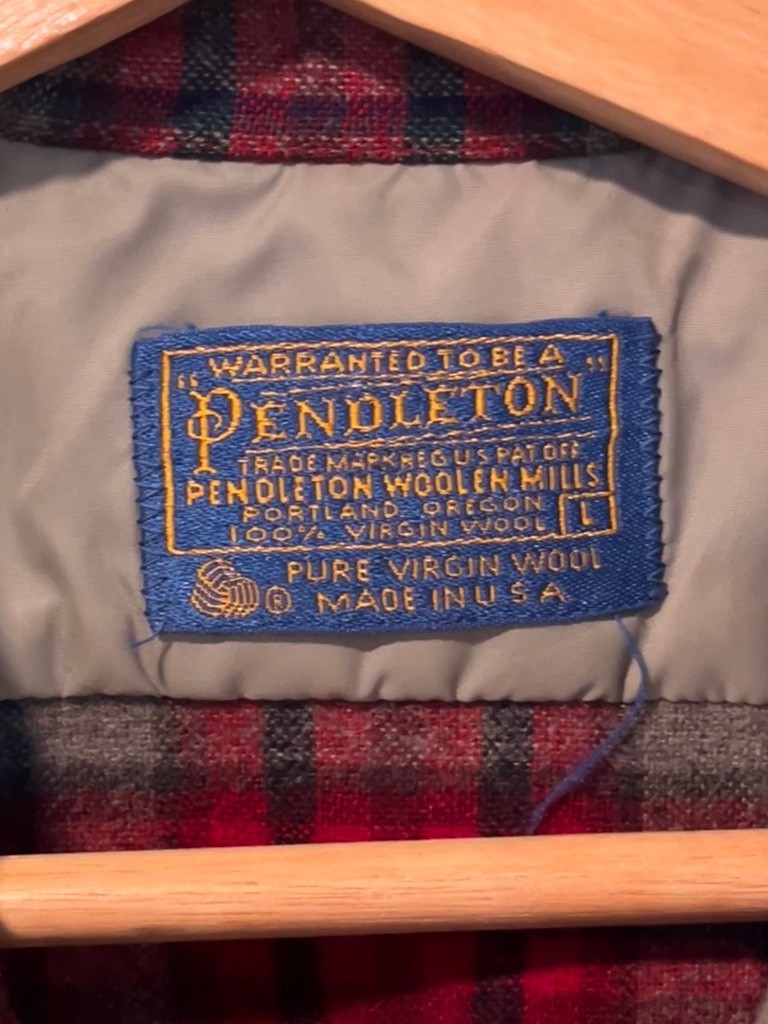 "WARRANTED TO BE A"
PENDLETON
TRADE MARK REG U S PAT OFF
PENDLETON WOOLEN MILLS
PORTLAND OREGON
100% VIRGIN WOOL L
PURE VIRGIN WOOL
® MADE IN U S A